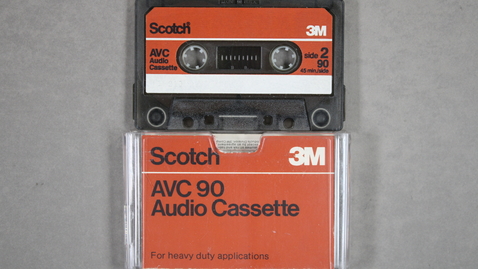 Scotch 3M
AVC
Audio
Cassette
side 2
90
45 min./side
Scotch 3M
AVC 90
Audio Cassette
For heavy duty applications